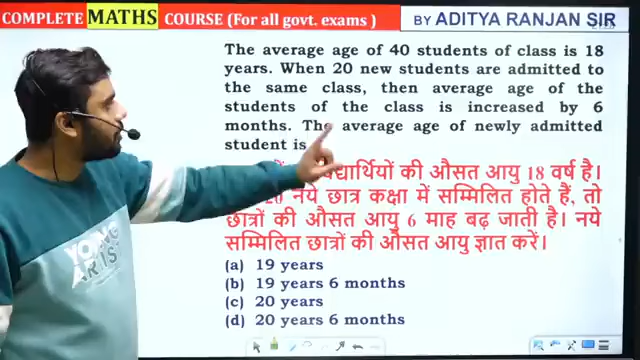 COMPLETE MATHS COURSE (For all govt. exams) BY ADITYA RANJAN SIR
The average age of 40 students of class is 18
years. When 20 new students are admitted to
the same class, then average age of the
students of the class is increased by 6
months. The average age of newly admitted
student is
द्यार्थियों की औसत आयु 18 वर्ष है।
नये छात्र कक्षा में सम्मिलित होते हैं, तो
छात्रों की औसत आयु 6 माह बढ़ जाती है। नये
सम्मिलित छात्रों की औसत आयु ज्ञात करें।
(a) 19 years
(b) 19 years 6 months
(c) 20 years
(d) 20 years 6 months
YOUNG
ARTIST